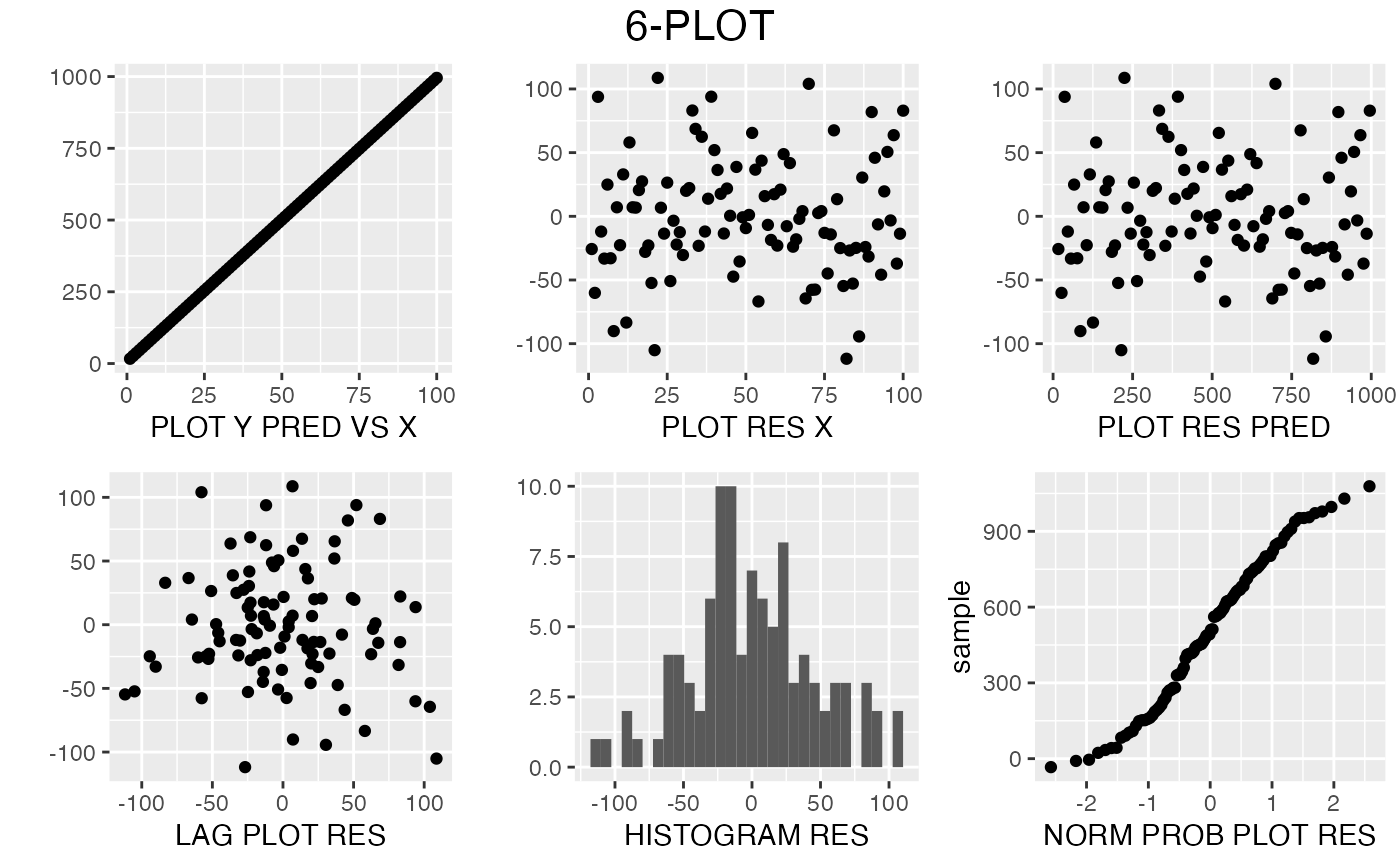 6-PLOT
1000
750
500
250
0
0 25 50 75 100
PLOT Y PRED VS X
100
50
0
-50
-100
0 25 50 75 100
PLOT RES X
100
50
0
-50
-100
0 250 500 750 1000
PLOT RES PRED
100
50
0
-50
-100
-100 -50 0 50 100
LAG PLOT RES
10.0
7.5
5.0
2.5
0.0
-100 -50 0 50 100
HISTOGRAM RES
sample
900
600
300
0
-2 -1 0 1 2
NORM PROB PLOT RES